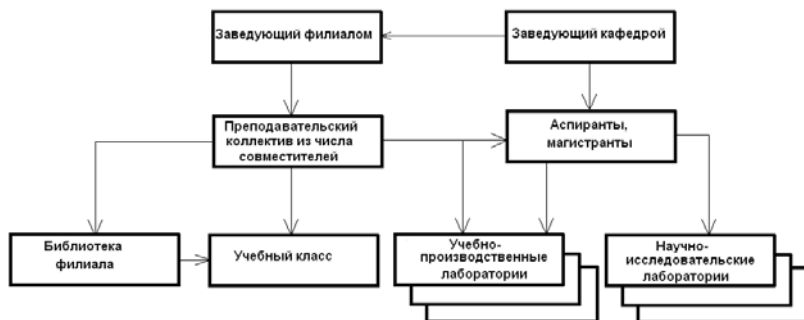 Заведующий филиалом
Заведующий кафедрой
Преподавательский
коллектив из числа
совместителей
Аспиранты,
магистранты
Библиотека
филиала
Учебный класс
Учебно-
производственные
лаборатории
Научно-
исследовательские
лаборатории